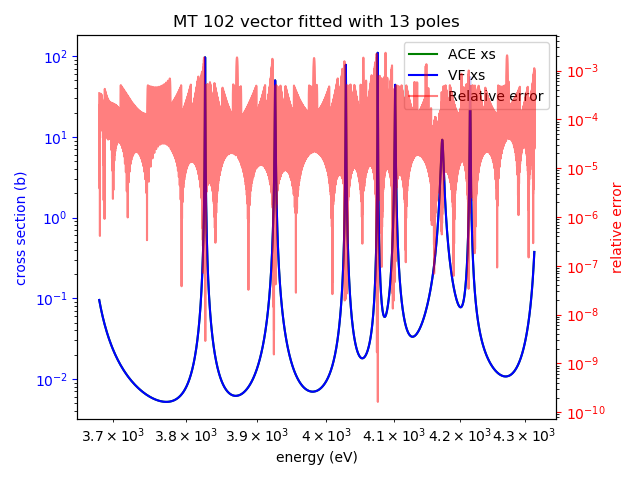 MT 102 vector fitted with 13 poles
ACE xs
VF xs
Relative error
cross section (b)
10²
10¹
10⁰
10⁻¹
10⁻²
relative error
10⁻³
10⁻⁴
10⁻⁵
10⁻⁶
10⁻⁷
10⁻⁸
10⁻⁹
10⁻¹⁰
3.7 × 10³ 3.8 × 10³ 3.9 × 10³ 4 × 10³ 4.1 × 10³ 4.2 × 10³ 4.3 × 10³
energy (eV)